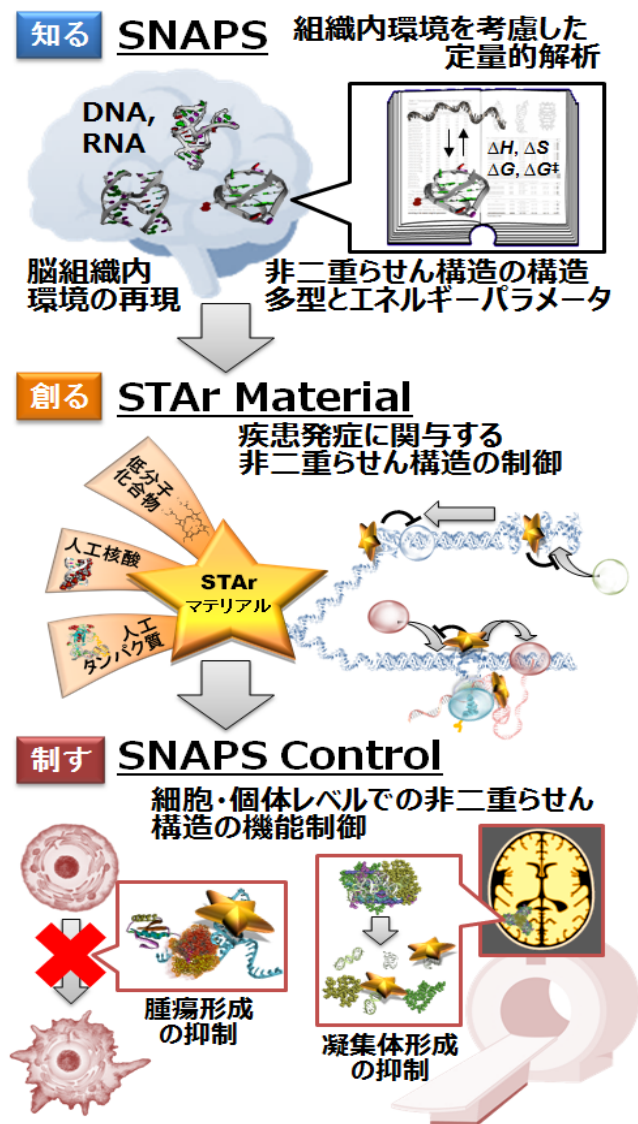 知る SNAPS
組織内環境を考慮した
定量的解析
DNA,
RNA
ΔH, ΔS
ΔG, ΔG‡
脳組織内
環境の再現
非二重らせん構造の構造
多型とエネルギーパラメータ
創る STAr Material
疾患発症に関与する
非二重らせん構造の制御
低分子
化合物
人工核酸
人工
タンパク質
STAr
マテリアル
制す SNAPS Control
細胞・個体レベルでの非二重らせん
構造の機能制御
腫瘍形成
の抑制
凝集体形成
の抑制